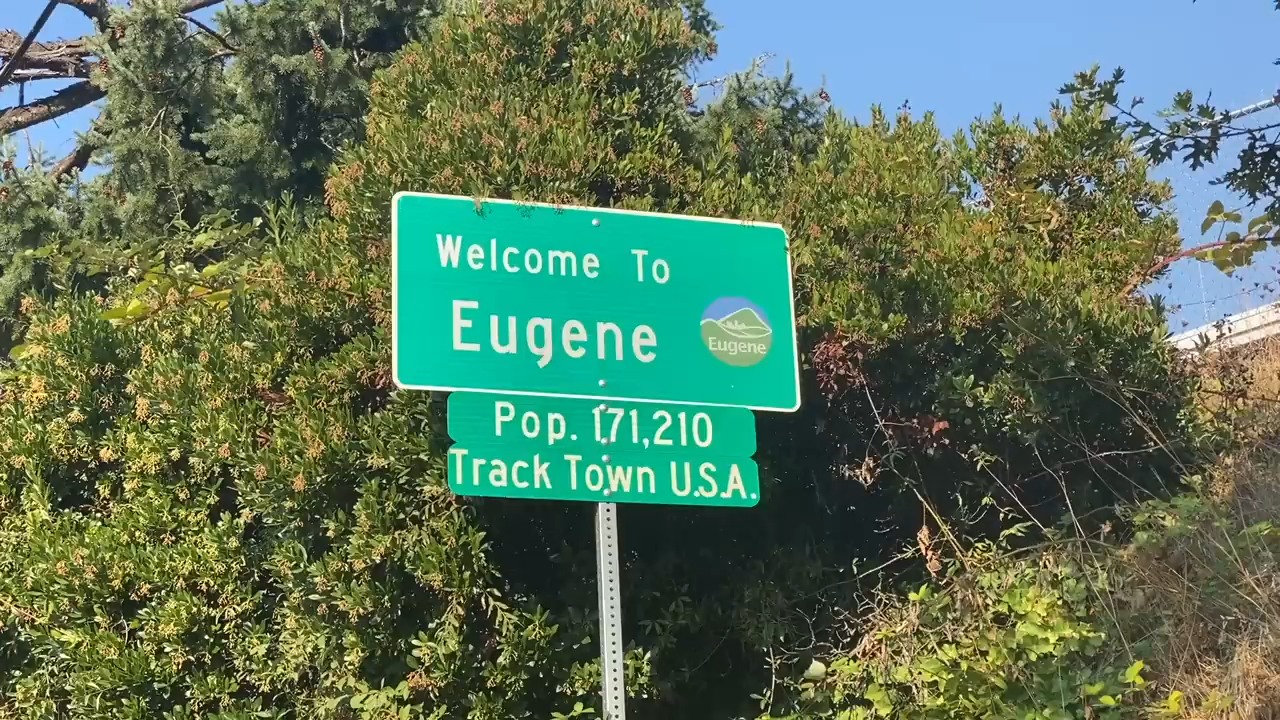 Welcome To
Eugene
Eugene
Pop. 171,210
Track Town U.S.A.